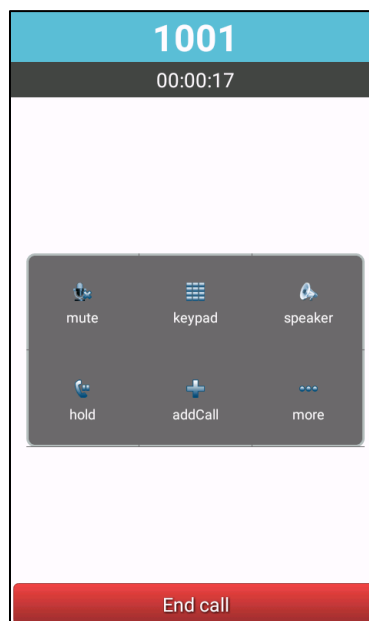 1001
00:00:17
mute keypad speaker
hold addCall more
End call